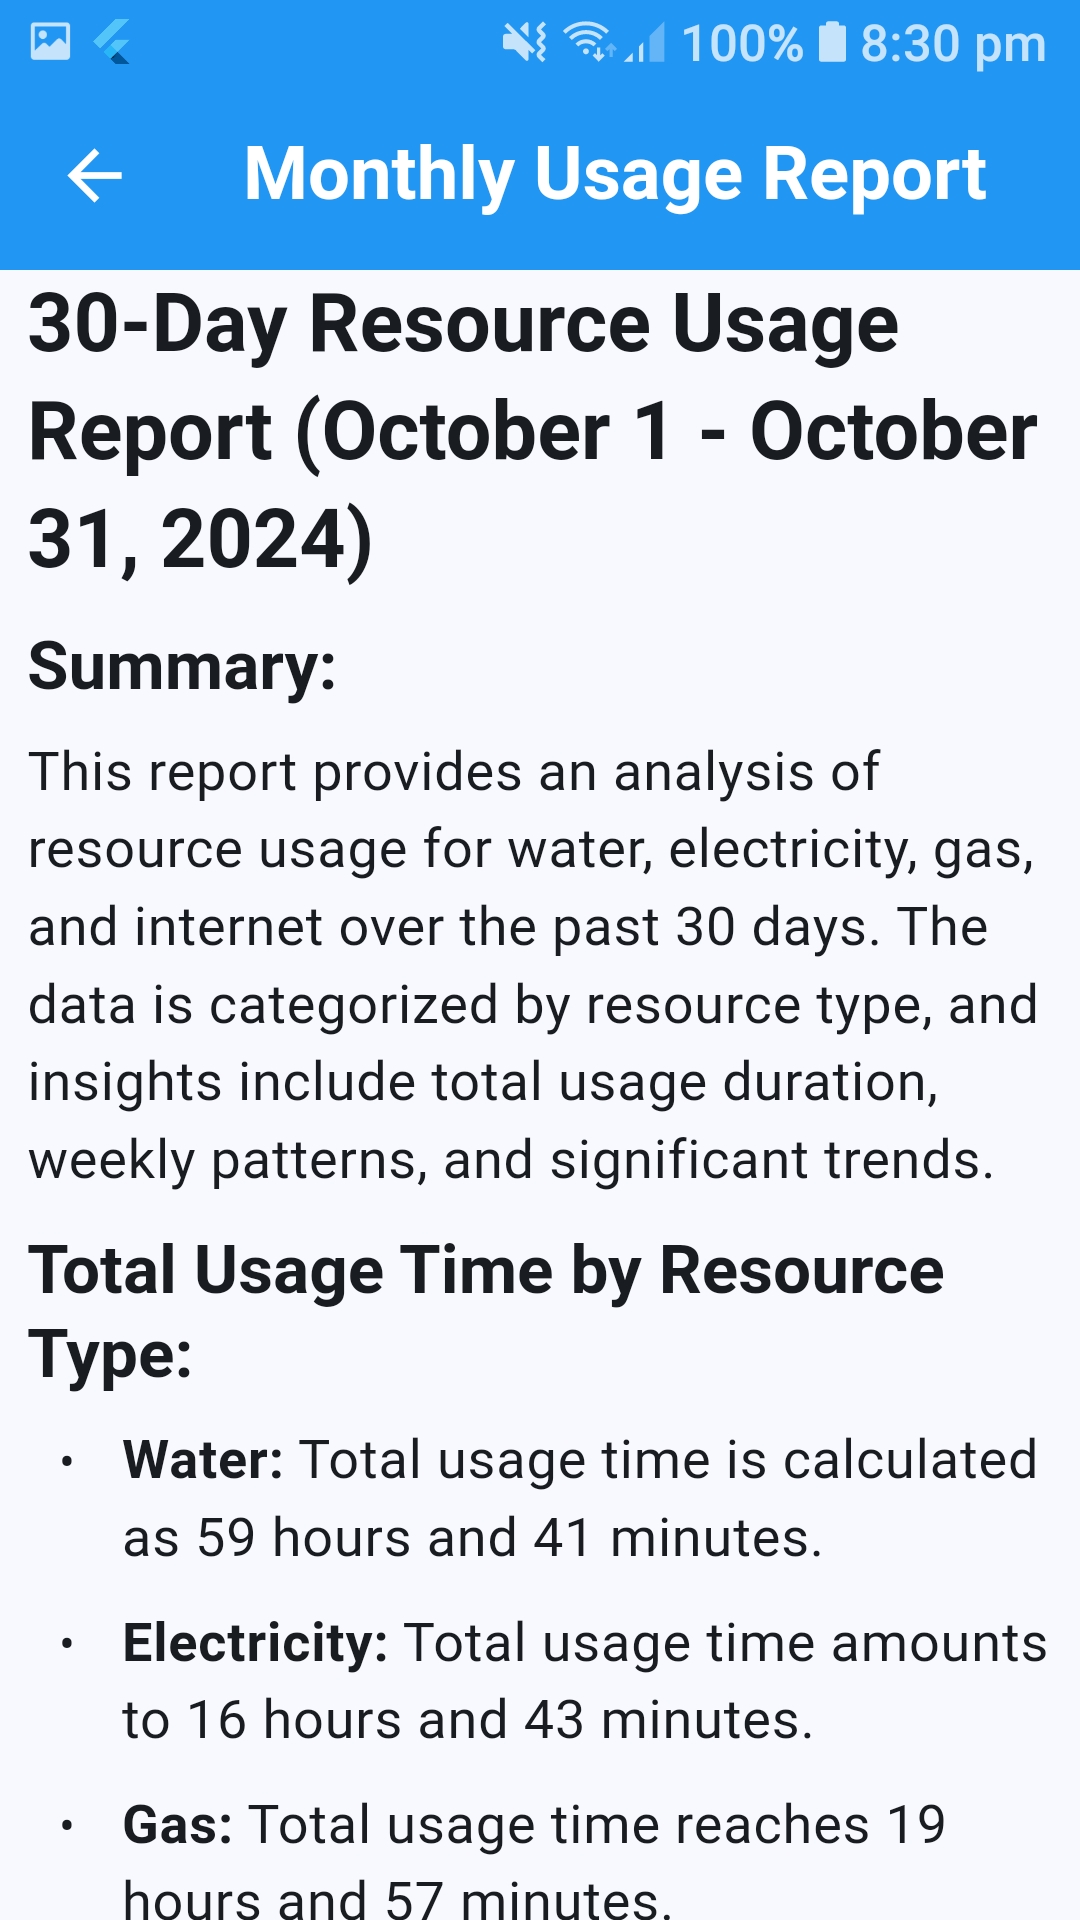 100% 8:30 pm
Monthly Usage Report
30-Day Resource Usage
Report (October 1 - October
31, 2024)
Summary:
This report provides an analysis of
resource usage for water, electricity, gas,
and internet over the past 30 days. The
data is categorized by resource type, and
insights include total usage duration,
weekly patterns, and significant trends.
Total Usage Time by Resource
Type:
• Water: Total usage time is calculated
as 59 hours and 41 minutes.
• Electricity: Total usage time amounts
to 16 hours and 43 minutes.
• Gas: Total usage time reaches 19
hours and 57 minutes.